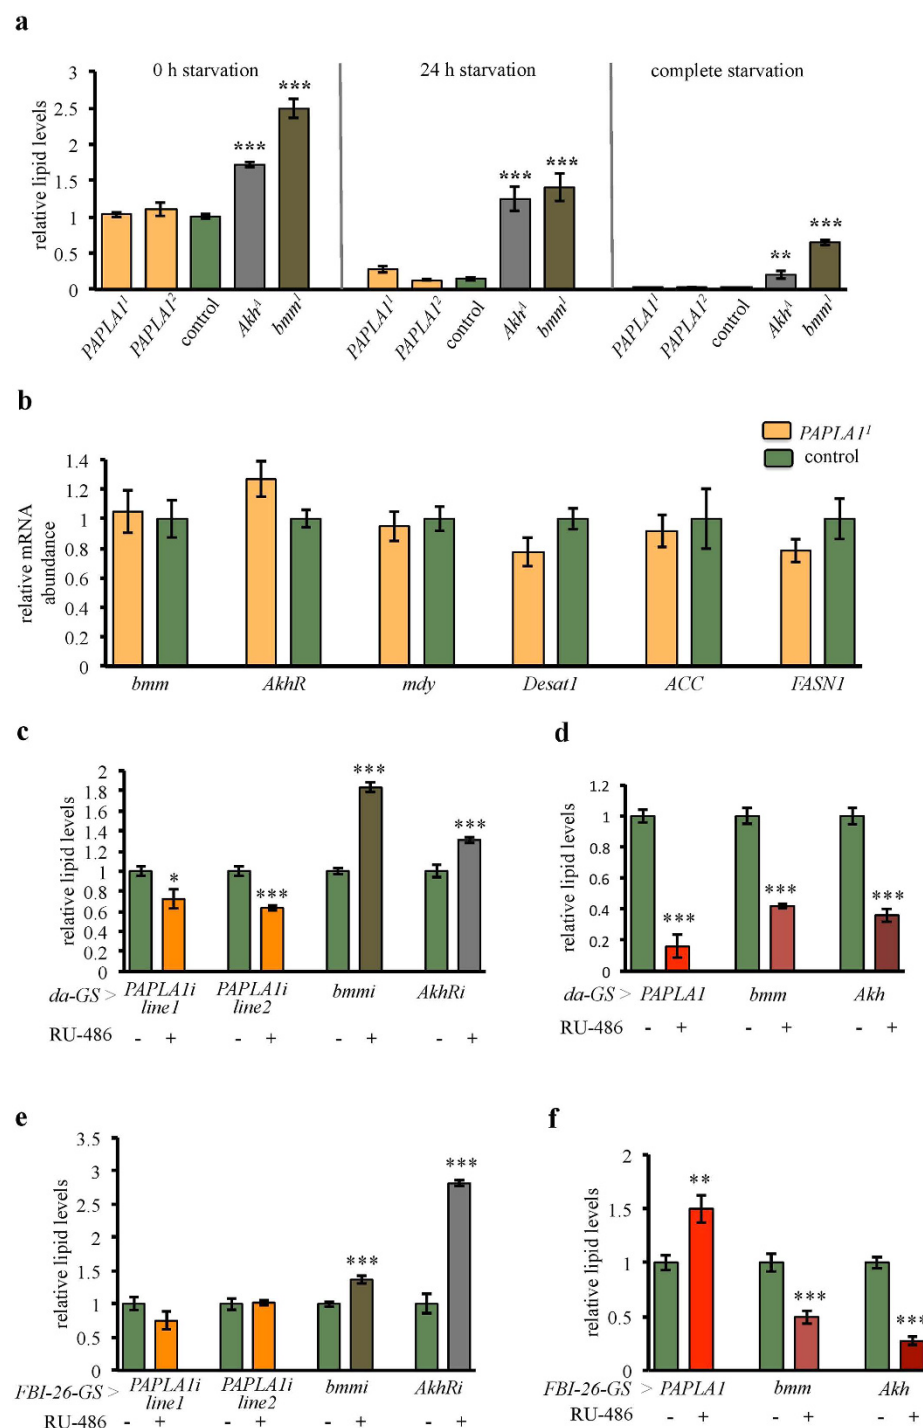 a
0 h starvation 24 h starvation complete starvation
relative lipid levels
3
2.5
2
1.5
1
0.5
0
*** *** *** *** ** ***
PAPLA1¹ PAPLA1² control Akhᴬ bmm¹ PAPLA1¹ PAPLA1² control Akhᴬ bmm¹ PAPLA1¹ PAPLA1² control Akhᴬ bmm¹
b
PAPLA1¹
control
relative mRNA
abundance
1.4
1.2
1
0.8
0.6
0.4
0.2
0
bmm AkhR mdy Desat1 ACC FASN1
c
relative lipid levels
2
1.8
1.6
1.4
1.2
1
0.8
0.6
0.4
0.2
0
* *** *** ***
da-GS > PAPLA1i line1 PAPLA1i line2 bmmi AkhRi
RU-486 - + - + - + - +
d
relative lipid levels
1.2
1
0.8
0.6
0.4
0.2
0
*** *** ***
da-GS > PAPLA1 bmm Akh
RU-486 - + - + - +
e
relative lipid levels
3.5
3
2.5
2
1.5
1
0.5
0
*** ***
FBI-26-GS > PAPLA1i line1 PAPLA1i line2 bmmi AkhRi
RU-486 - + - + - + - +
f
relative lipid levels
2
1.5
1
0.5
0
** *** ***
FBI-26-GS > PAPLA1 bmm Akh
RU-486 - + - + - +